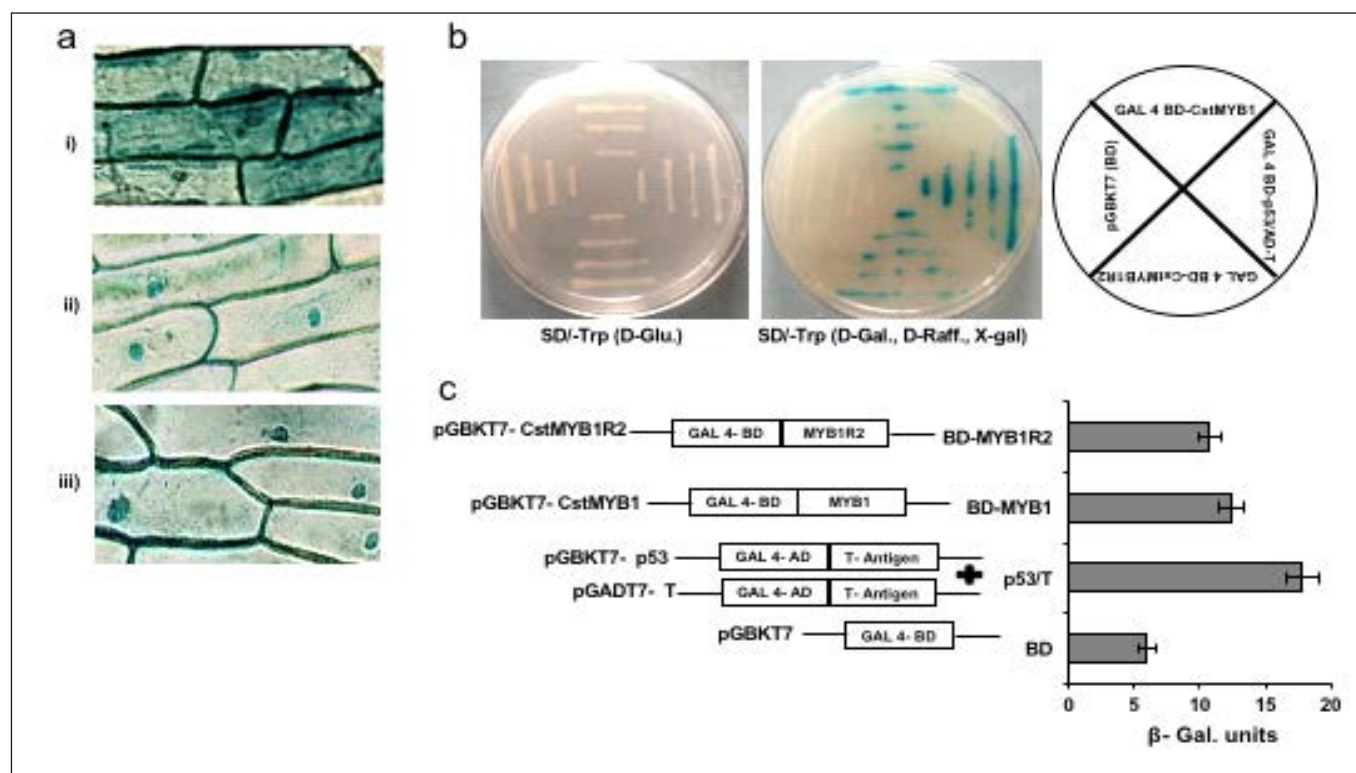 a
i)
ii)
iii)
b
SD/-Trp (D-Glu.)
SD/-Trp (D-Gal., D-Raff., X-gal)
GAL 4 BD-CstMYB1
GAL 4 BD-p53/AD-T
GAL 4 BD-CstMYB1R2
pGBKT7 (BD)
c
pGBKT7- CstMYB1R2 GAL 4- BD MYB1R2 BD-MYB1R2
pGBKT7- CstMYB1 GAL 4- BD MYB1 BD-MYB1
pGBKT7- p53 GAL 4- AD T- Antigen
+ p53/T
pGADT7- T GAL 4- AD T- Antigen
pGBKT7 GAL 4- BD BD
0 5 10 15 20
β- Gal. units